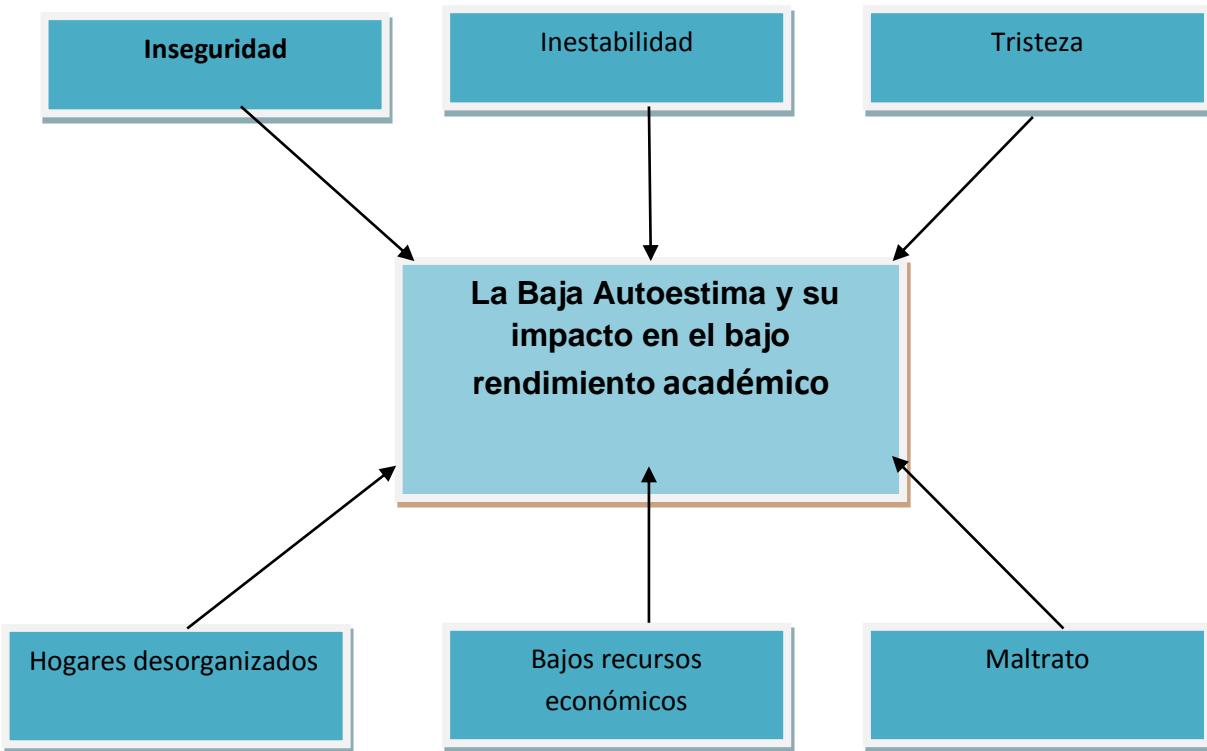 Inseguridad
Inestabilidad
Tristeza
La Baja Autoestima y su
impacto en el bajo
rendimiento académico
Hogares desorganizados
Bajos recursos
económicos
Maltrato